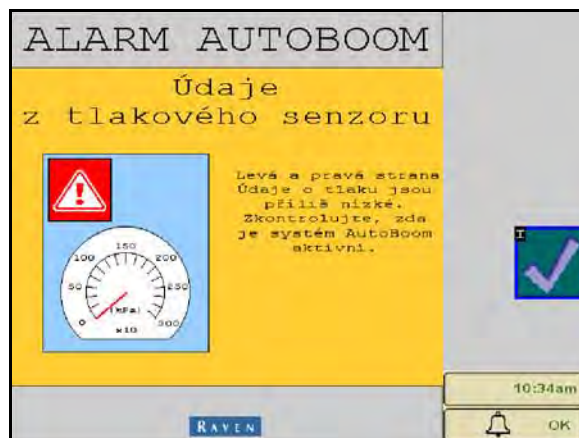 ALARM AUTOBOOM
Údaje
z tlakového senzoru
Levá a pravá strana
Údaje o tlaku jsou
příliš nízké.
Zkontrolujte, zda
je systém AutoBoom
aktivní.
150
100
200
50
250
0
(kPa)
300
x10
I
10:34am
RAVEN
OK